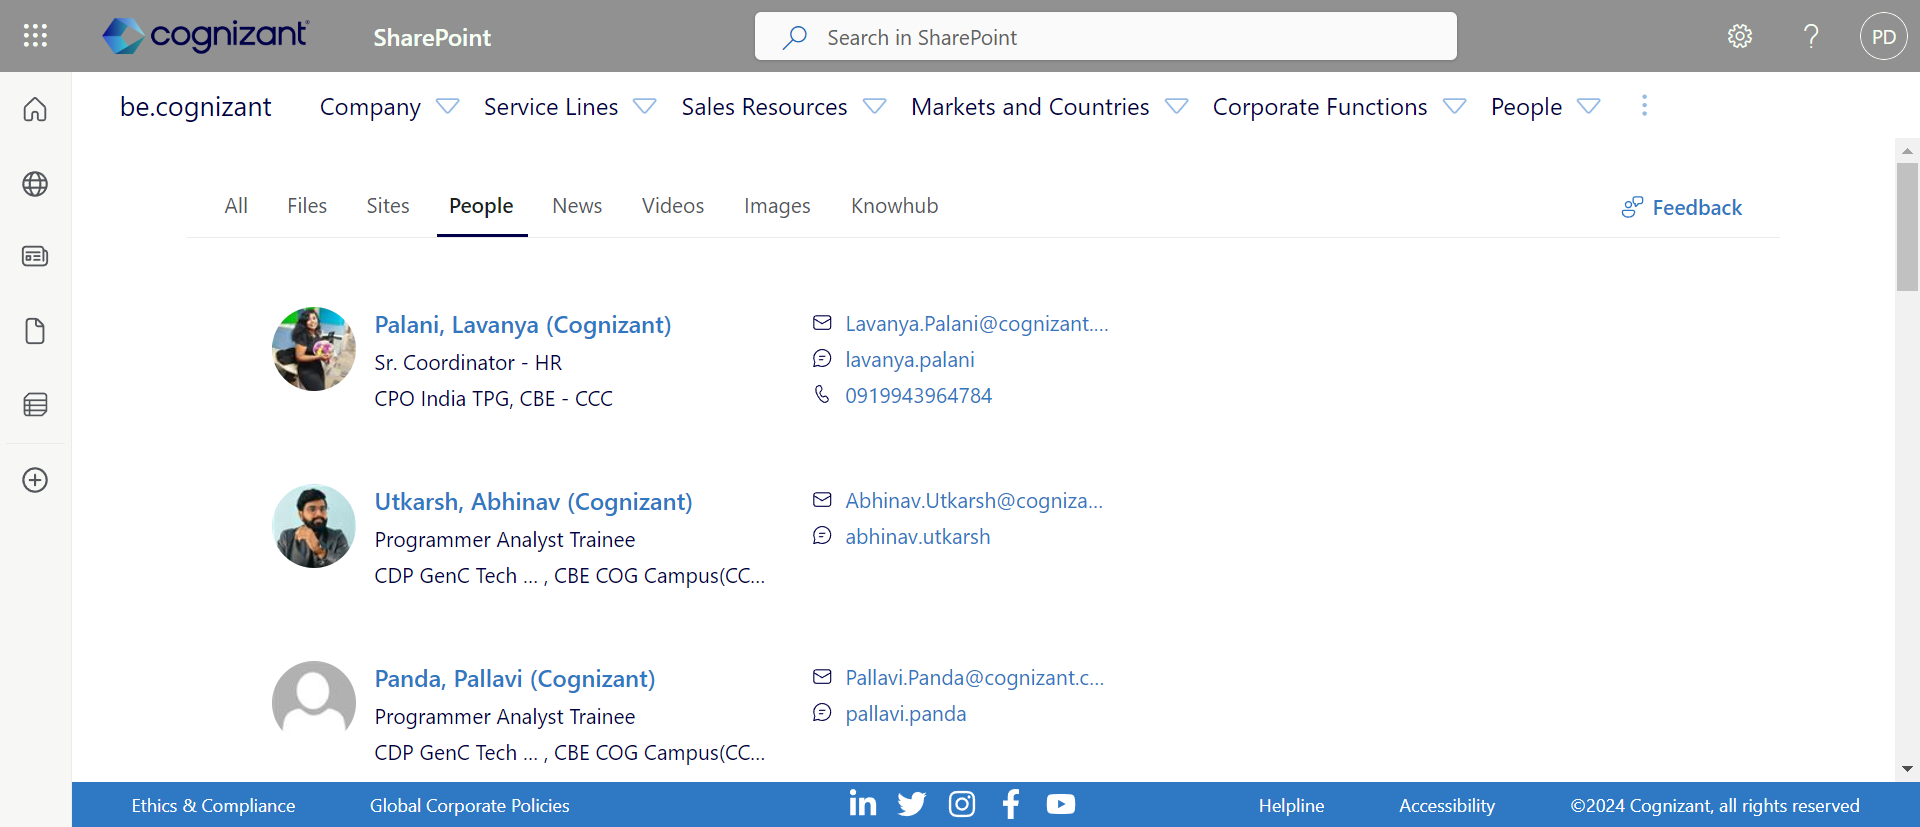 cognizant
SharePoint
Search in SharePoint
?
PD
be.cognizant
Company
Service Lines
Sales Resources
Markets and Countries
Corporate Functions
People
All
Files
Sites
People
News
Videos
Images
Knowhub
Feedback
Palani, Lavanya (Cognizant)
Sr. Coordinator - HR
CPO India TPG, CBE - CCC
Lavanya.Palani@cognizant....
lavanya.palani
0919943964784
Utkarsh, Abhinav (Cognizant)
Programmer Analyst Trainee
CDP GenC Tech ... , CBE COG Campus(CC...
Abhinav.Utkarsh@cogniza...
abhinav.utkarsh
Panda, Pallavi (Cognizant)
Programmer Analyst Trainee
CDP GenC Tech ... , CBE COG Campus(CC...
Pallavi.Panda@cognizant.c...
pallavi.panda
Ethics & Compliance
Global Corporate Policies
Helpline
Accessibility
©2024 Cognizant, all rights reserved